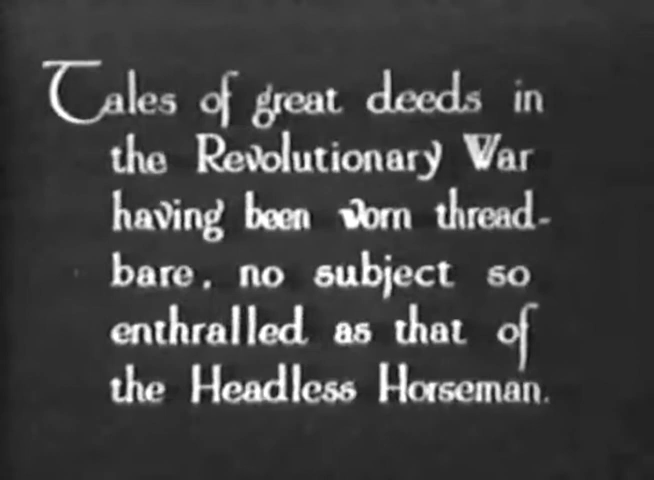 Tales of great deeds in
the Revolutionary War
having been worn thread-
bare, no subject so
enthralled as that of
the Headless Horseman.